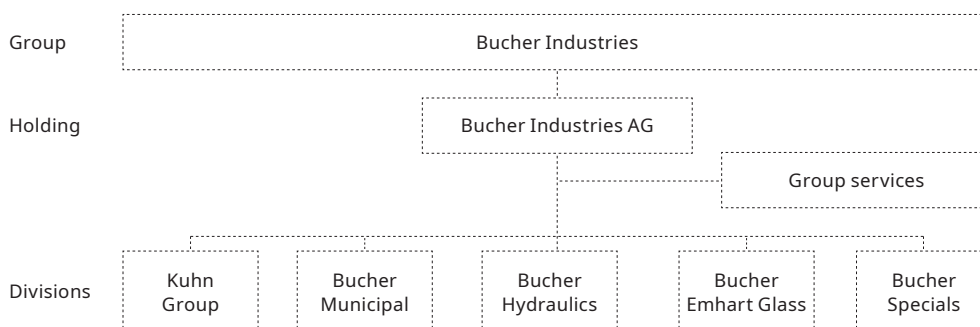 Group
Bucher Industries
Holding
Bucher Industries AG
Group services
Divisions
Kuhn
Group
Bucher
Municipal
Bucher
Hydraulics
Bucher
Emhart Glass
Bucher
Specials